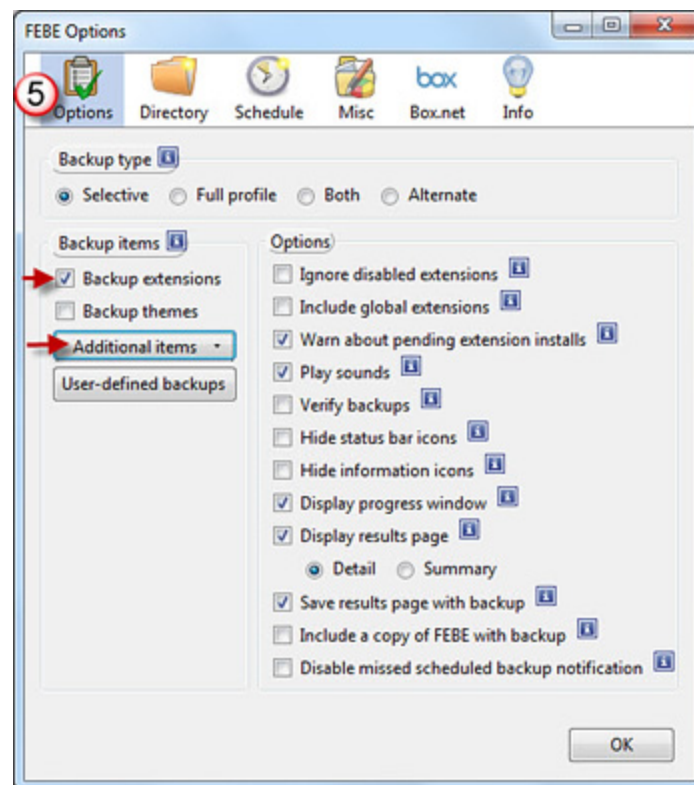 FEBE Options
5
Options Directory Schedule Misc Box.net Info
box
Backup type
Selective Full profile Both Alternate
Backup items
Backup extensions
Backup themes
Additional items
User-defined backups
Options
Ignore disabled extensions
Include global extensions
Warn about pending extension installs
Play sounds
Verify backups
Hide status bar icons
Hide information icons
Display progress window
Display results page
Detail Summary
Save results page with backup
Include a copy of FEBE with backup
Disable missed scheduled backup notification
OK